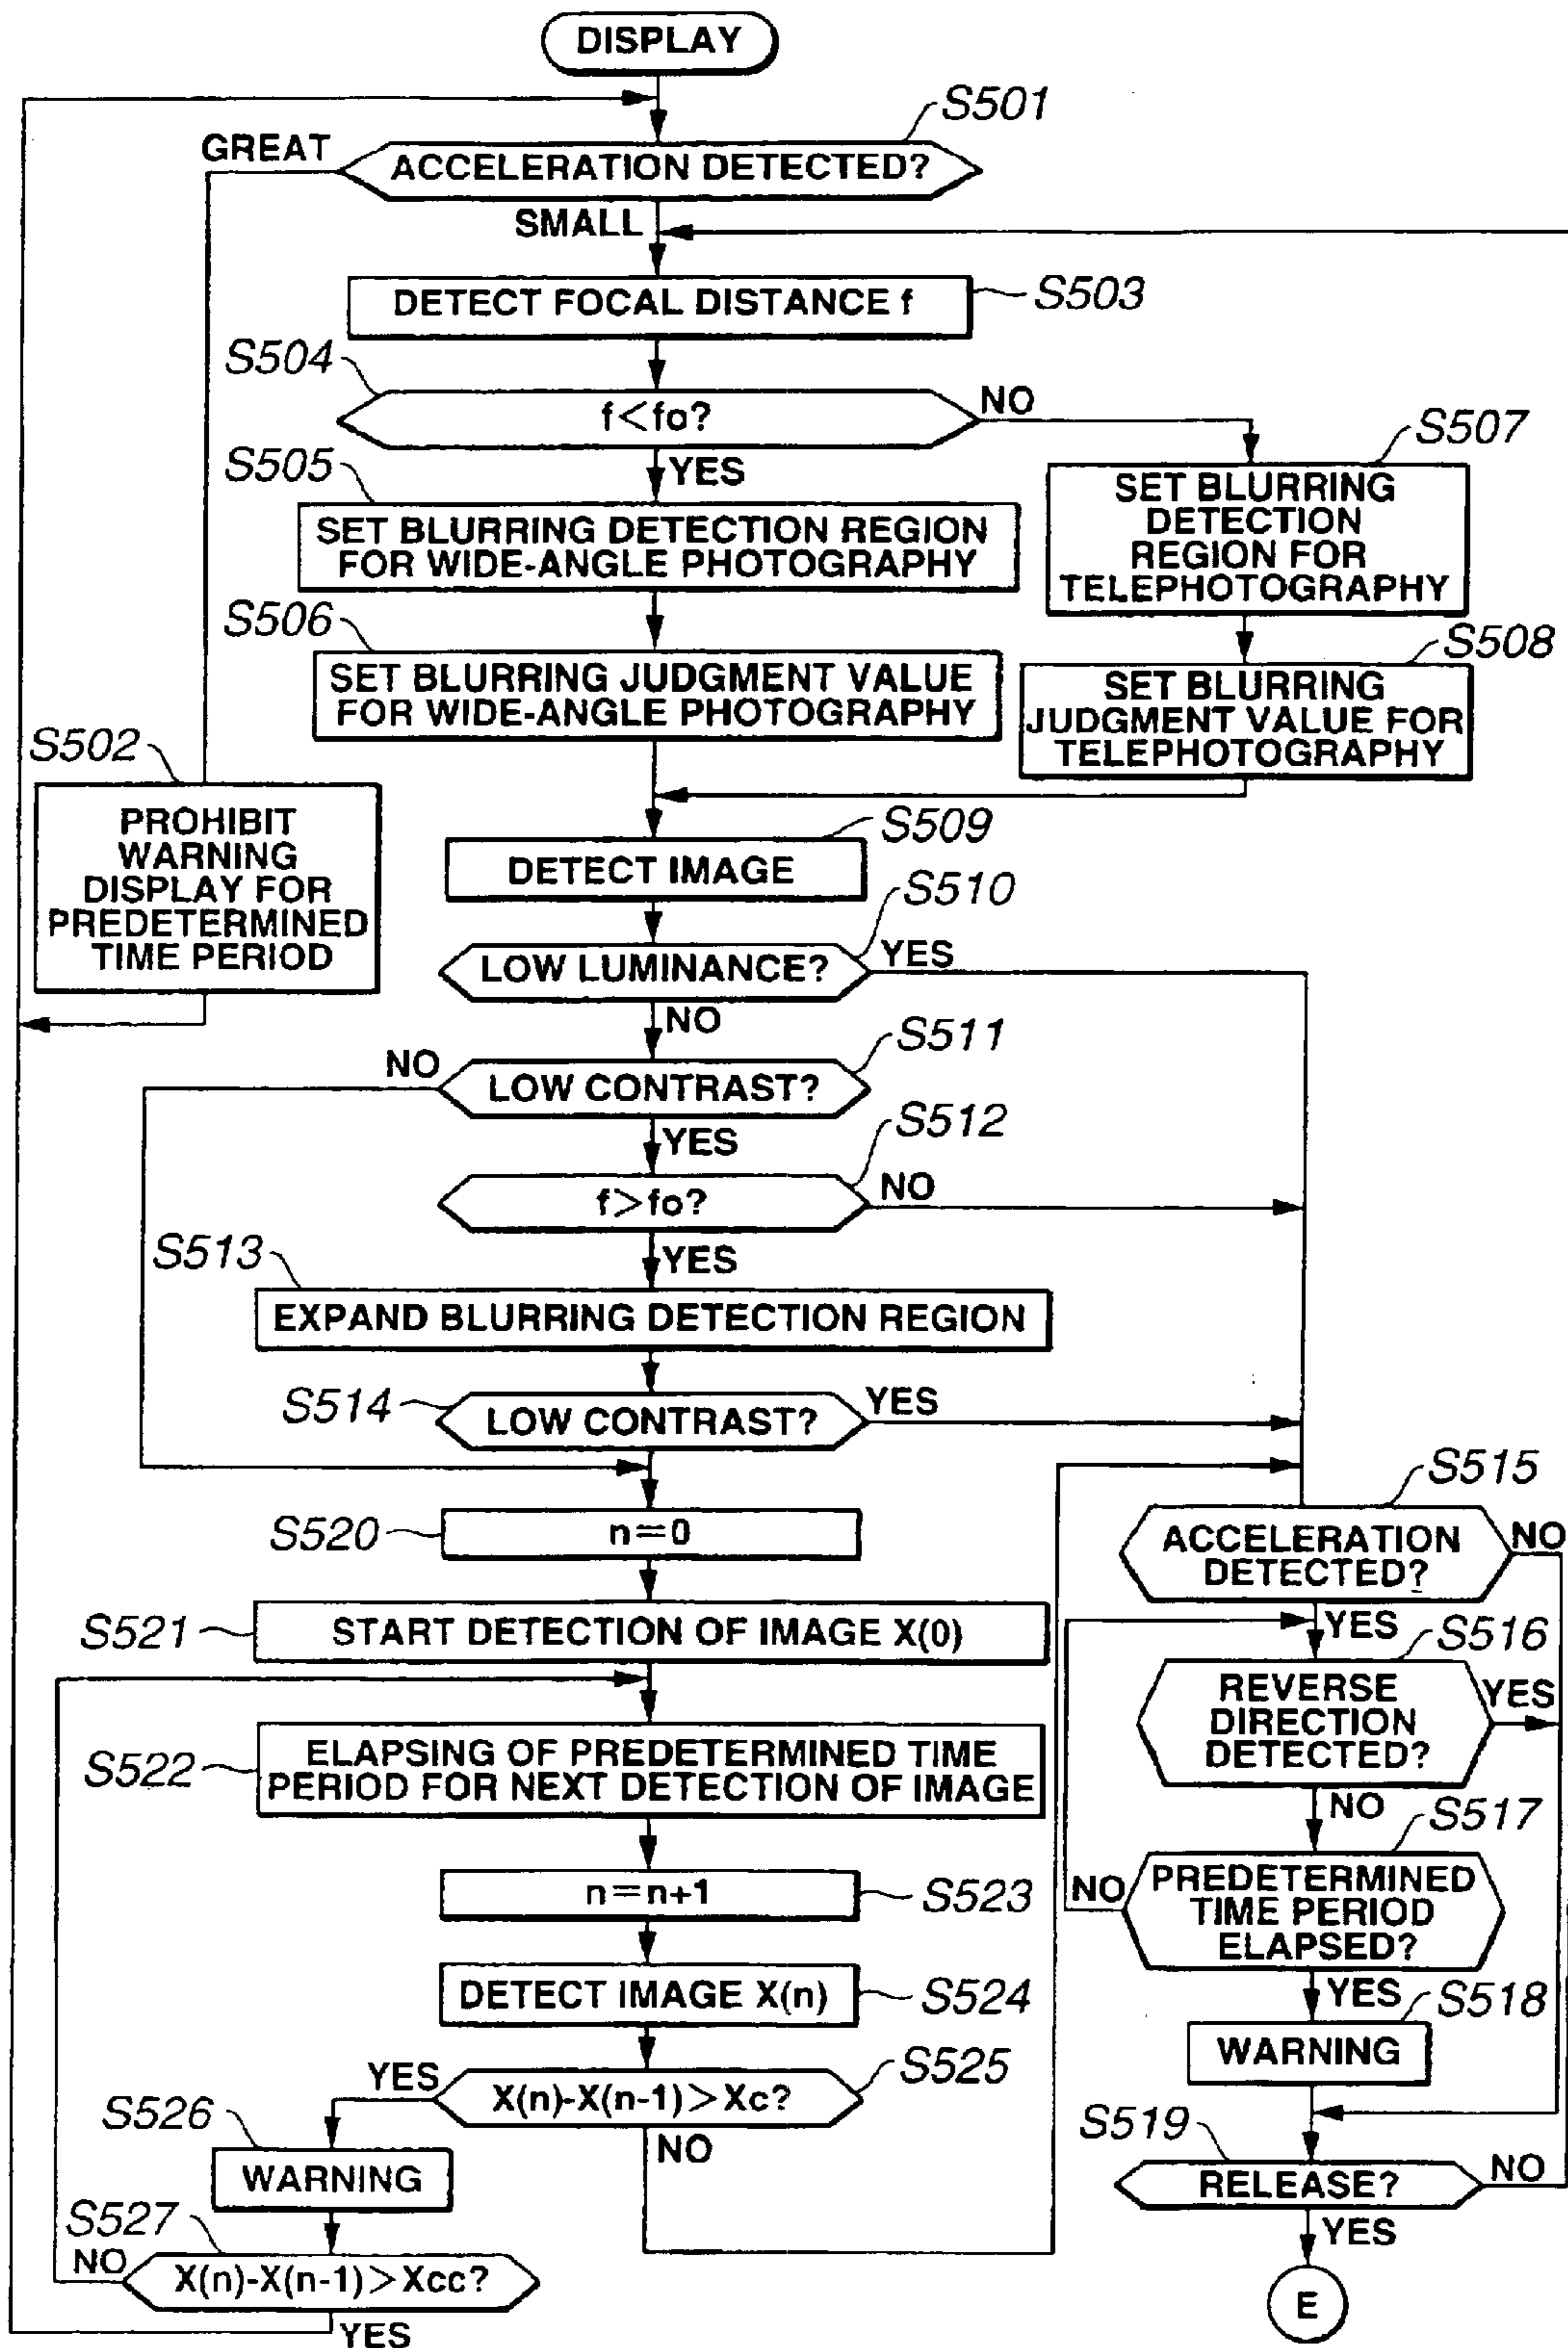 DISPLAY
S501
GREAT
ACCELERATION DETECTED?
SMALL
DETECT FOCAL DISTANCE f
S503
S504
f<fo?
NO
S507
S505
YES
SET BLURRING DETECTION REGION
FOR WIDE-ANGLE PHOTOGRAPHY
SET BLURRING
DETECTION
REGION FOR
TELEPHOTOGRAPHY
S506
S508
SET BLURRING JUDGMENT VALUE
FOR WIDE-ANGLE PHOTOGRAPHY
SET BLURRING
JUDGMENT VALUE FOR
TELEPHOTOGRAPHY
S502
PROHIBIT
WARNING
DISPLAY FOR
PREDETERMINED
TIME PERIOD
S509
DETECT IMAGE
S510
LOW LUMINANCE?
YES
NO
S511
NO
LOW CONTRAST?
S512
YES
f>fo?
NO
S513
YES
EXPAND BLURRING DETECTION REGION
S514
LOW CONTRAST?
YES
S515
S520
n=0
ACCELERATION
DETECTED?
NO
S521
START DETECTION OF IMAGE X(0)
YES
S516
REVERSE
DIRECTION
DETECTED?
YES
S522
ELAPSING OF PREDETERMINED TIME
PERIOD FOR NEXT DETECTION OF IMAGE
NO
S517
n=n+1
S523
NO
PREDETERMINED
TIME PERIOD
ELAPSED?
DETECT IMAGE X(n)
S524
YES
S518
WARNING
YES
X(n)-X(n-1)>Xc?
S525
S526
NO
S519
WARNING
RELEASE?
NO
S527
YES
NO
X(n)-X(n-1)>Xcc?
YES
E